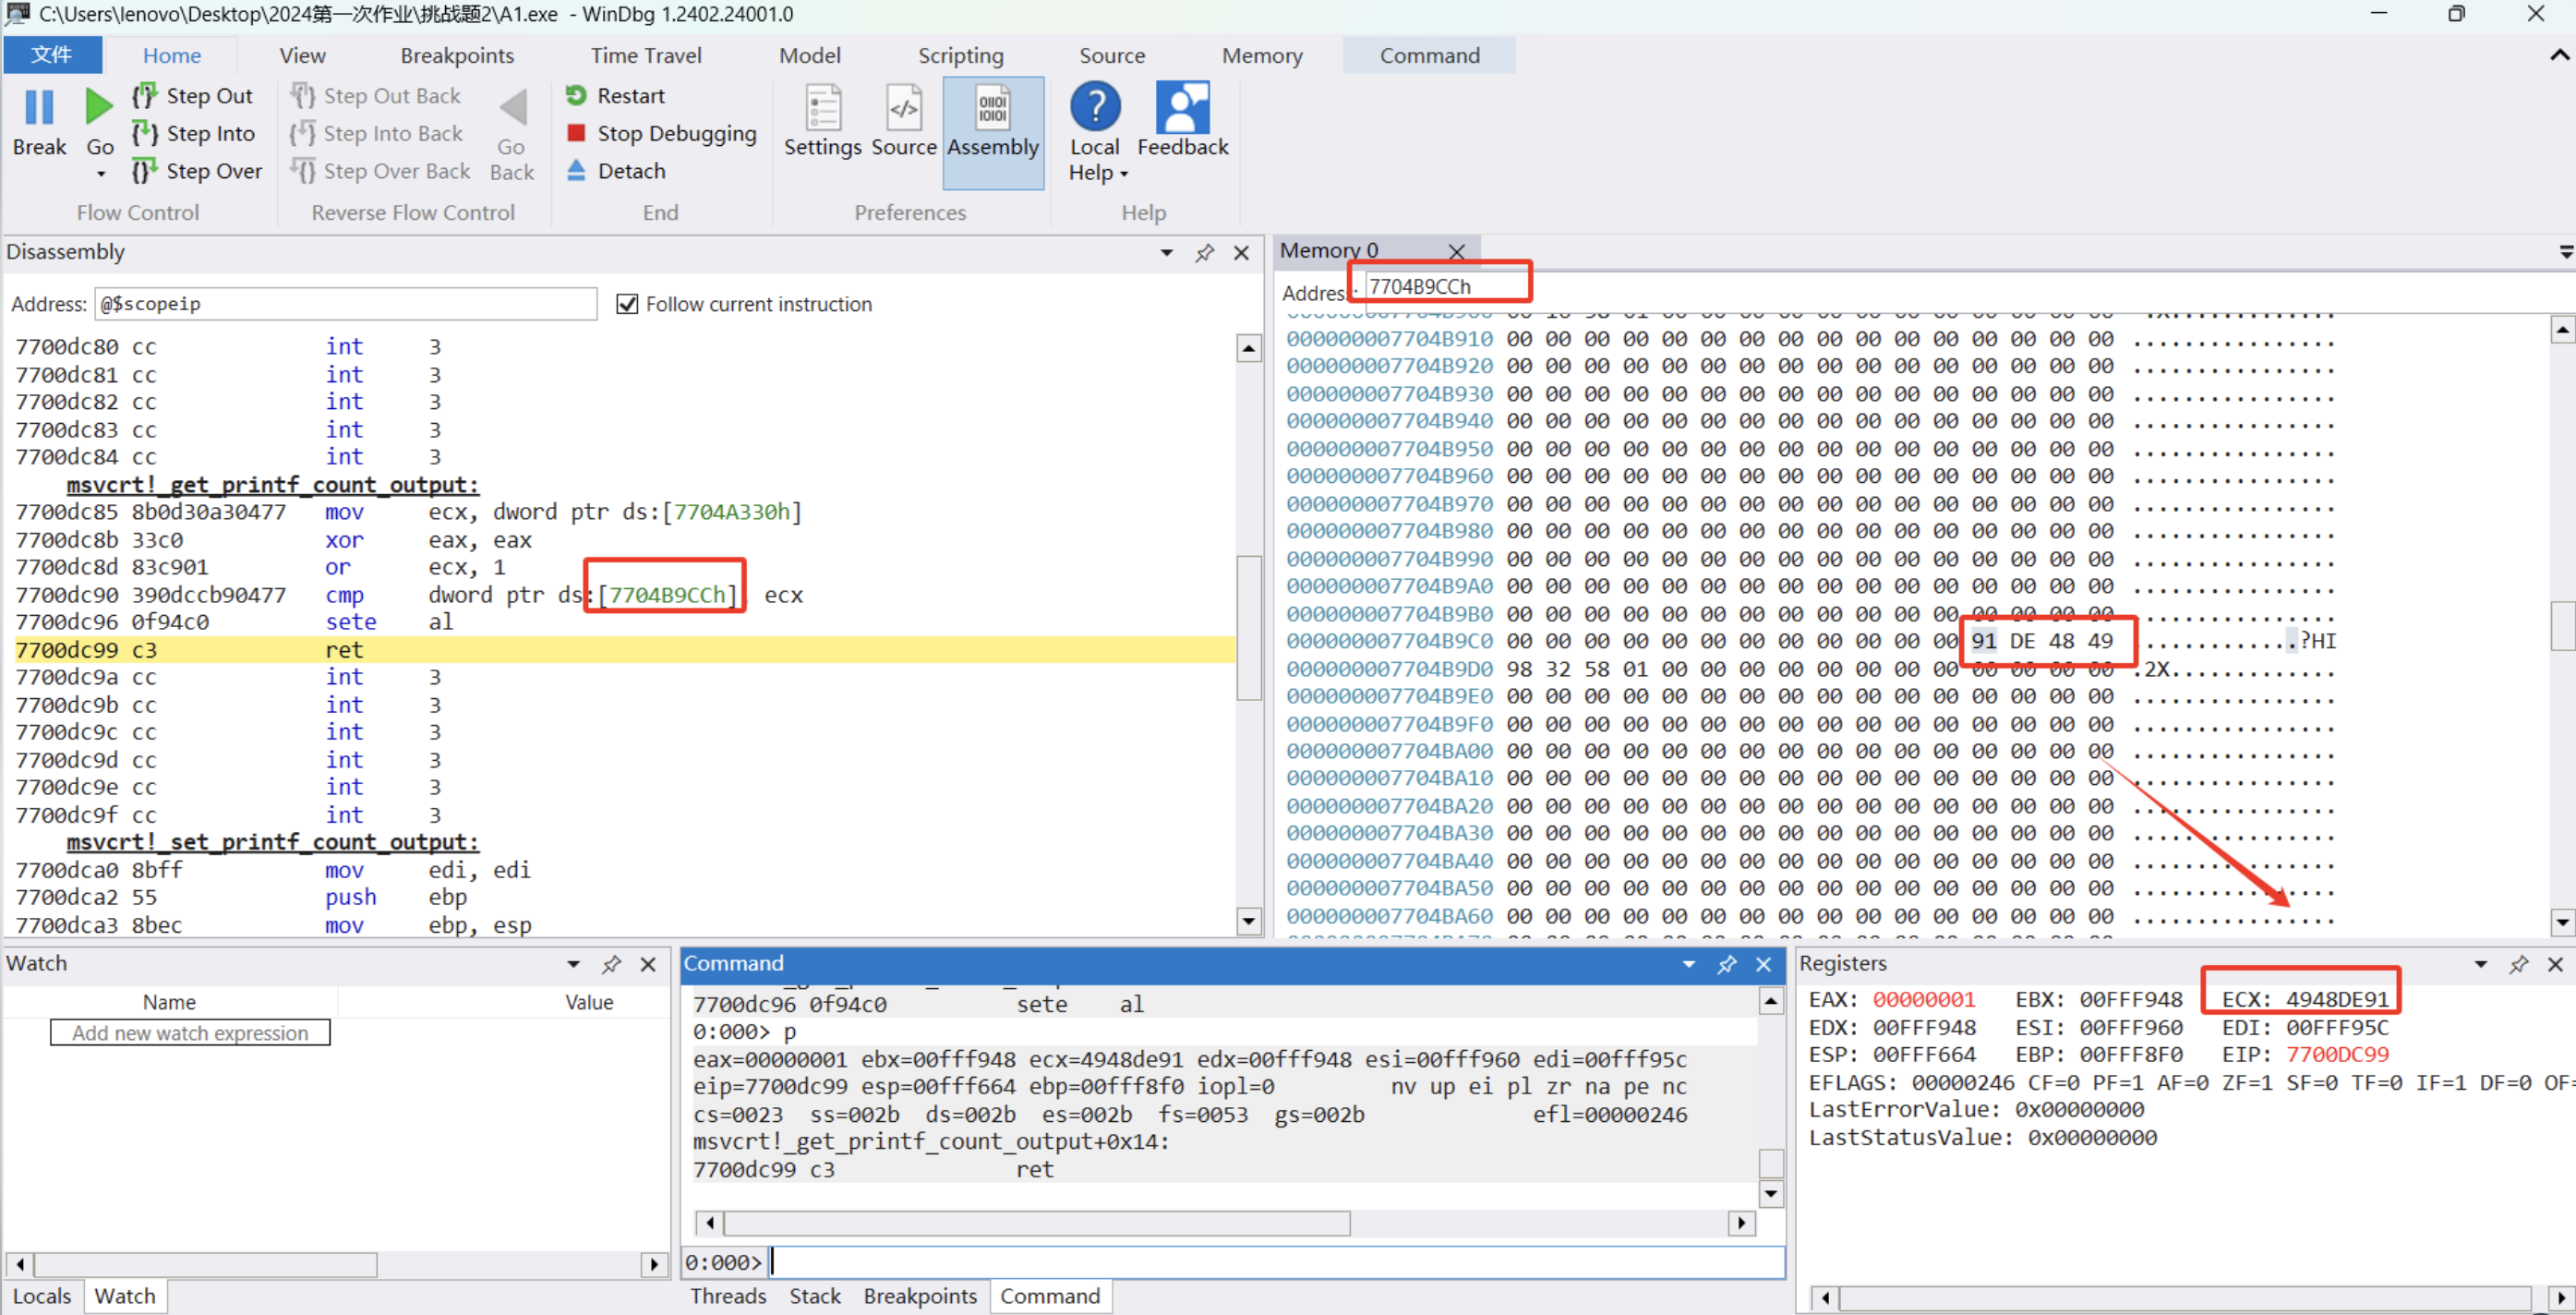 C:\Users\lenovo\Desktop\2024第一次作业\挑战题2\A1.exe - WinDbg 1.2402.24001.0
文件 Home View Breakpoints Time Travel Model Scripting Source Memory Command
Break
Go
Step Out
Step Into
Step Over
Flow Control
Step Out Back
Step Into Back
Step Over Back
Go Back
Reverse Flow Control
Restart
Stop Debugging
Detach
End
Settings Source Assembly
Preferences
Local Help
Feedback
Help
Disassembly
Address: @$scopeip Follow current instruction
7700dc80 cc int 3
7700dc81 cc int 3
7700dc82 cc int 3
7700dc83 cc int 3
7700dc84 cc int 3
msvcrt!_get_printf_count_output:
7700dc85 8b0d30a30477 mov ecx, dword ptr ds:[7704A330h]
7700dc8b 33c0 xor eax, eax
7700dc8d 83c901 or ecx, 1
7700dc90 390dccb90477 cmp dword ptr ds:[7704B9CCh] ecx
7700dc96 0f94c0 sete al
7700dc99 c3 ret
7700dc9a cc int 3
7700dc9b cc int 3
7700dc9c cc int 3
7700dc9d cc int 3
7700dc9e cc int 3
7700dc9f cc int 3
msvcrt!_set_printf_count_output:
7700dca0 8bff mov edi, edi
7700dca2 55 push ebp
7700dca3 8bec mov ebp, esp
Memory 0
Address: 7704B9CCh
000000007704B910 00 00 00 00 00 00 00 00 00 00 00 00 00 00 00 00 ................
000000007704B920 00 00 00 00 00 00 00 00 00 00 00 00 00 00 00 00 ................
000000007704B930 00 00 00 00 00 00 00 00 00 00 00 00 00 00 00 00 ................
000000007704B940 00 00 00 00 00 00 00 00 00 00 00 00 00 00 00 00 ................
000000007704B950 00 00 00 00 00 00 00 00 00 00 00 00 00 00 00 00 ................
000000007704B960 00 00 00 00 00 00 00 00 00 00 00 00 00 00 00 00 ................
000000007704B970 00 00 00 00 00 00 00 00 00 00 00 00 00 00 00 00 ................
000000007704B980 00 00 00 00 00 00 00 00 00 00 00 00 00 00 00 00 ................
000000007704B990 00 00 00 00 00 00 00 00 00 00 00 00 00 00 00 00 ................
000000007704B9A0 00 00 00 00 00 00 00 00 00 00 00 00 00 00 00 00 ................
000000007704B9B0 00 00 00 00 00 00 00 00 00 00 00 00 00 00 00 00 ................
000000007704B9C0 00 00 00 00 00 00 00 00 00 00 00 00 91 DE 48 49 .............?HI
000000007704B9D0 98 32 58 01 00 00 00 00 00 00 00 00 00 00 00 00 .2X.............
000000007704B9E0 00 00 00 00 00 00 00 00 00 00 00 00 00 00 00 00 ................
000000007704B9F0 00 00 00 00 00 00 00 00 00 00 00 00 00 00 00 00 ................
000000007704BA00 00 00 00 00 00 00 00 00 00 00 00 00 00 00 00 00 ................
000000007704BA10 00 00 00 00 00 00 00 00 00 00 00 00 00 00 00 00 ................
000000007704BA20 00 00 00 00 00 00 00 00 00 00 00 00 00 00 00 00 ................
000000007704BA30 00 00 00 00 00 00 00 00 00 00 00 00 00 00 00 00 ................
000000007704BA40 00 00 00 00 00 00 00 00 00 00 00 00 00 00 00 00 ................
000000007704BA50 00 00 00 00 00 00 00 00 00 00 00 00 00 00 00 00 ................
000000007704BA60 00 00 00 00 00 00 00 00 00 00 00 00 00 00 00 00 ................
Watch
Name Value
Add new watch expression
Locals Watch
Command
7700dc96 0f94c0 sete al
0:000> p
eax=00000001 ebx=00fff948 ecx=4948de91 edx=00fff948 esi=00fff960 edi=00fff95c
eip=7700dc99 esp=00fff664 ebp=00fff8f0 iopl=0 nv up ei pl zr na pe nc
cs=0023 ss=002b ds=002b es=002b fs=0053 gs=002b efl=00000246
msvcrt!_get_printf_count_output+0x14:
7700dc99 c3 ret
0:000>
Threads Stack Breakpoints Command
Registers
EAX: 00000001 EBX: 00FFF948 ECX: 4948DE91
EDX: 00FFF948 ESI: 00FFF960 EDI: 00FFF95C
ESP: 00FFF664 EBP: 00FFF8F0 EIP: 7700DC99
EFLAGS: 00000246 CF=0 PF=1 AF=0 ZF=1 SF=0 TF=0 IF=1 DF=0 OF=
LastErrorValue: 0x00000000
LastStatusValue: 0x00000000